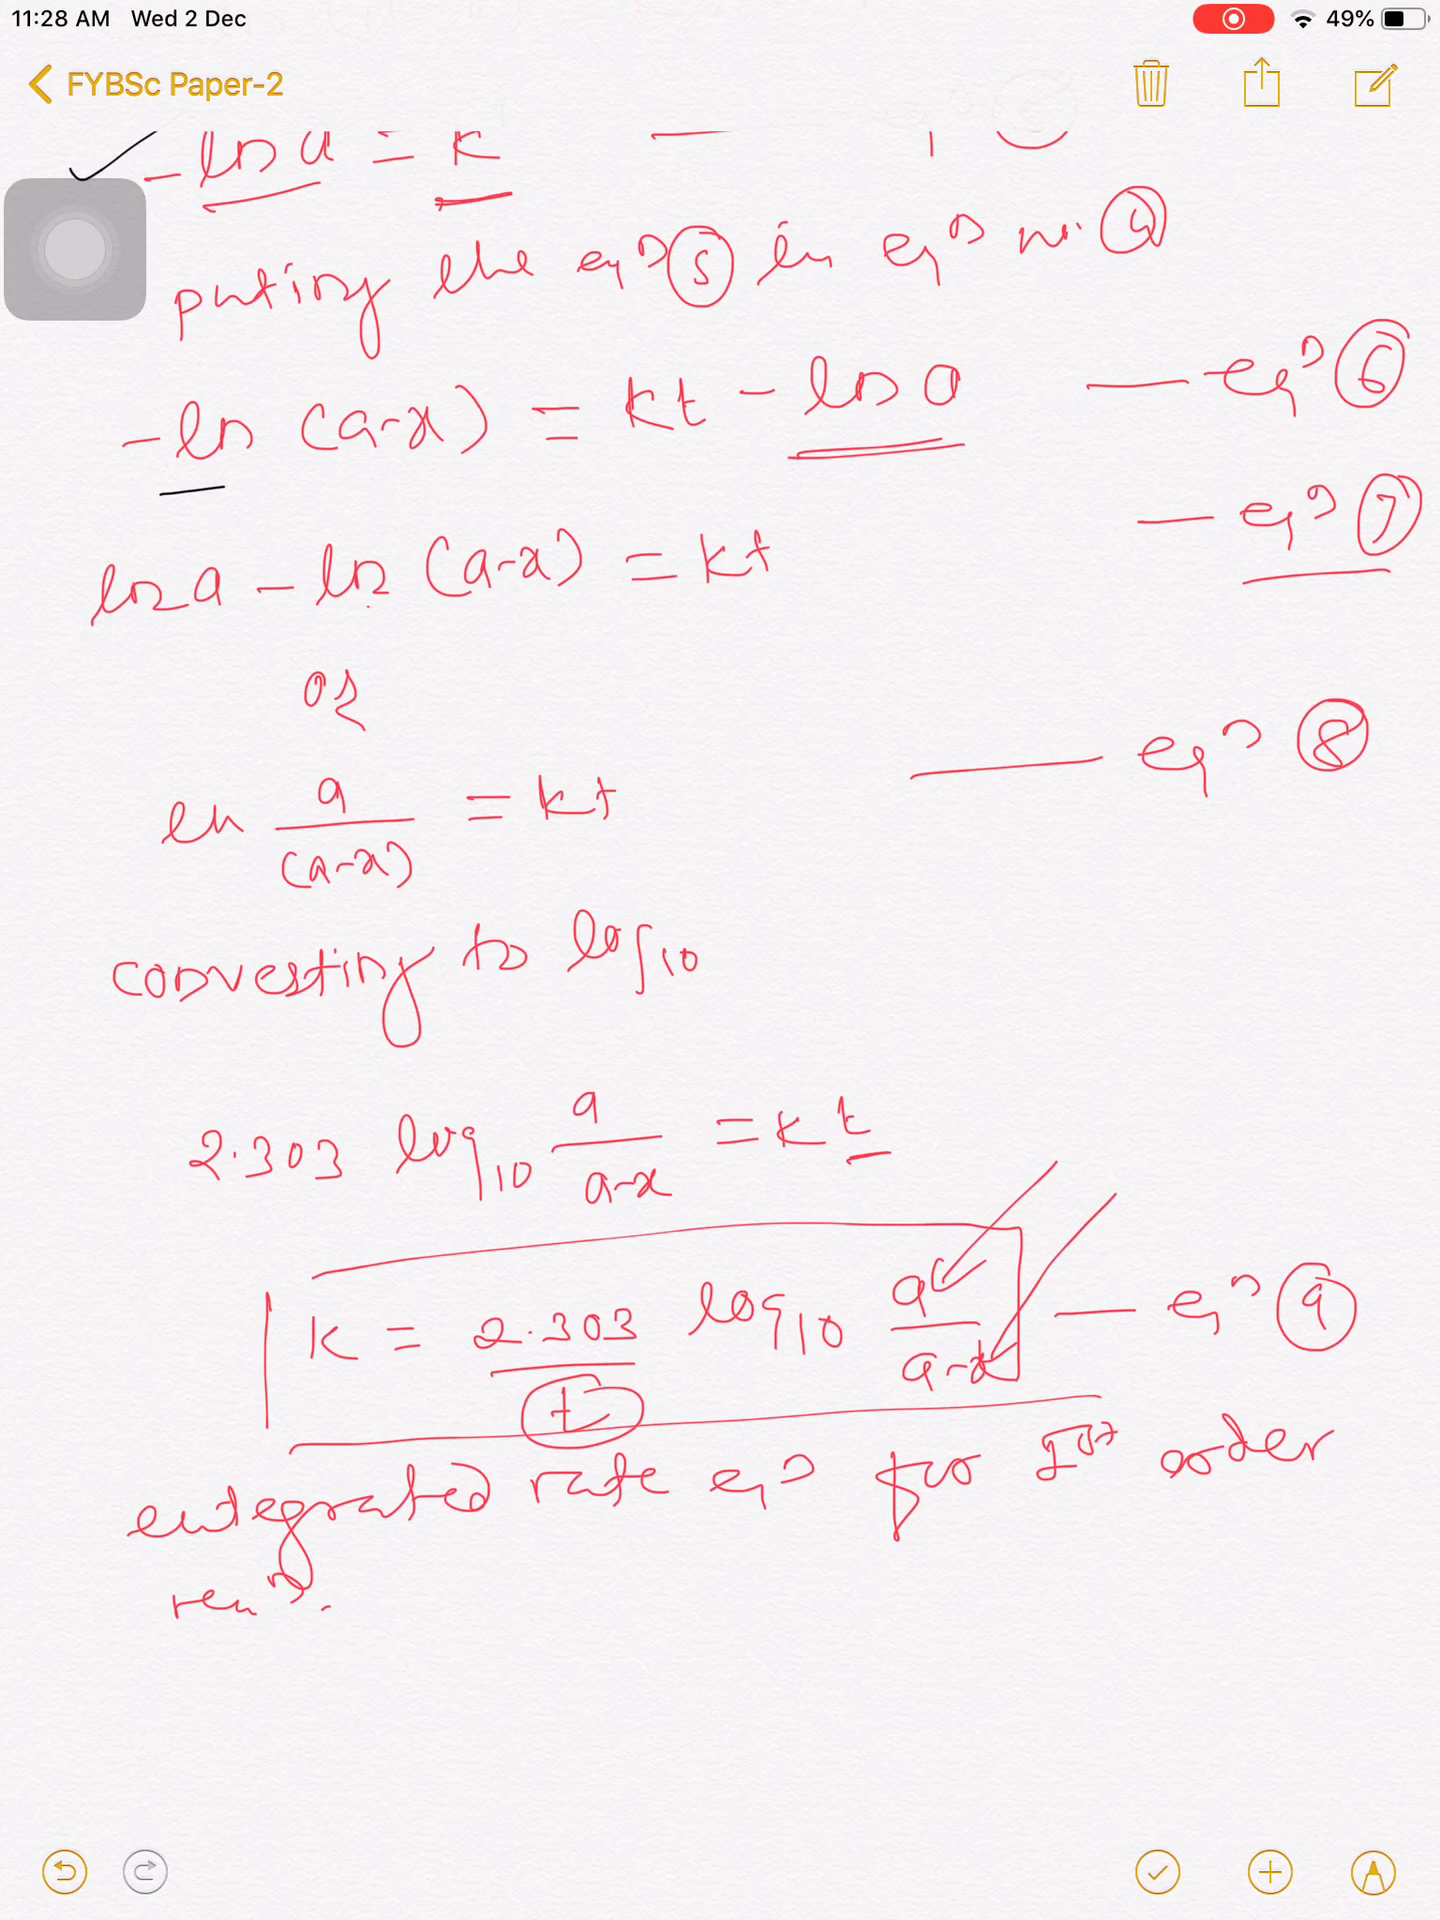 11:28 AM Wed 2 Dec 49%
FYBSc Paper-2
-ln a = K
puting the eqn (5) in eqn no. (4)
-ln (a-x) = kt - ln a — eqn (6)
ln a - ln (a-x) = kt — eqn (7)
or
ln a/(a-x) = kt — eqn (8)
converting to log10
2.303 log10 a/a-x = kt
K = 2.303/t log10 a/a-x — eqn (9)
integrated rate eqn for Ist order
rean.